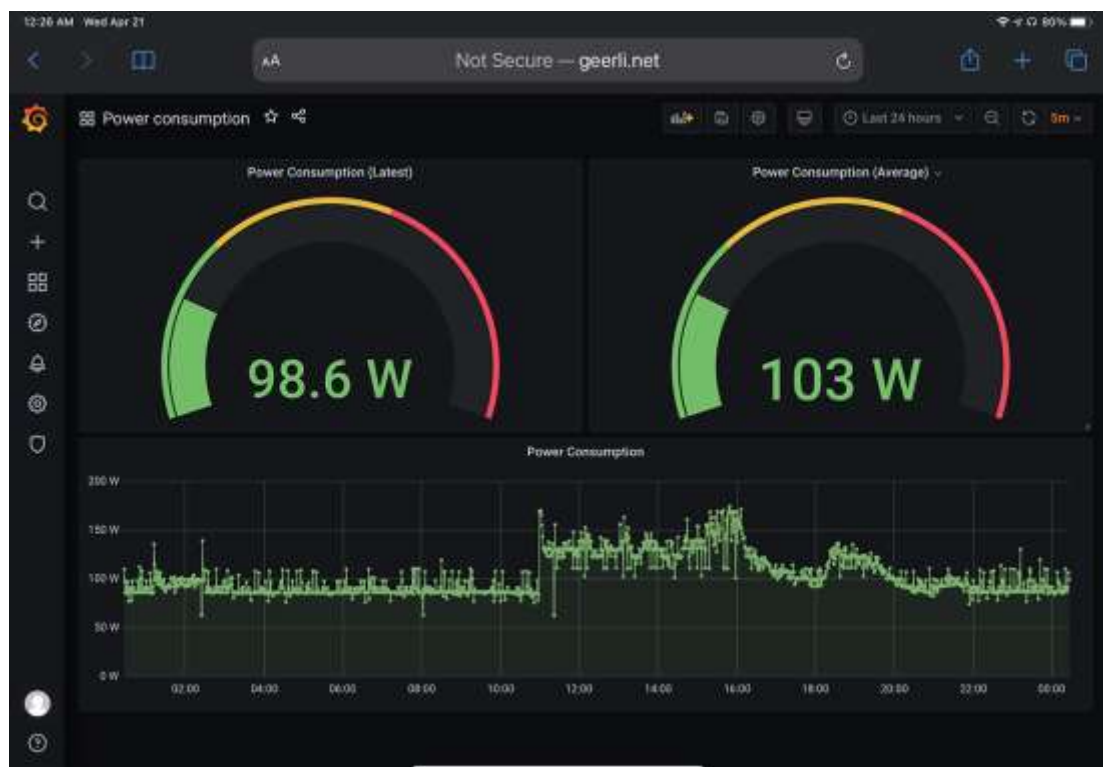 12:26 AM Wed Apr 21
80%
AA
Not Secure — geerli.net
Power consumption
Last 24 hours
5m
Power Consumption (Latest)
Power Consumption (Average)
98.6 W
103 W
Power Consumption
200 W
150 W
100 W
50 W
0 W
02:00 04:00 06:00 08:00 10:00 12:00 14:00 16:00 18:00 20:00 22:00 00:00